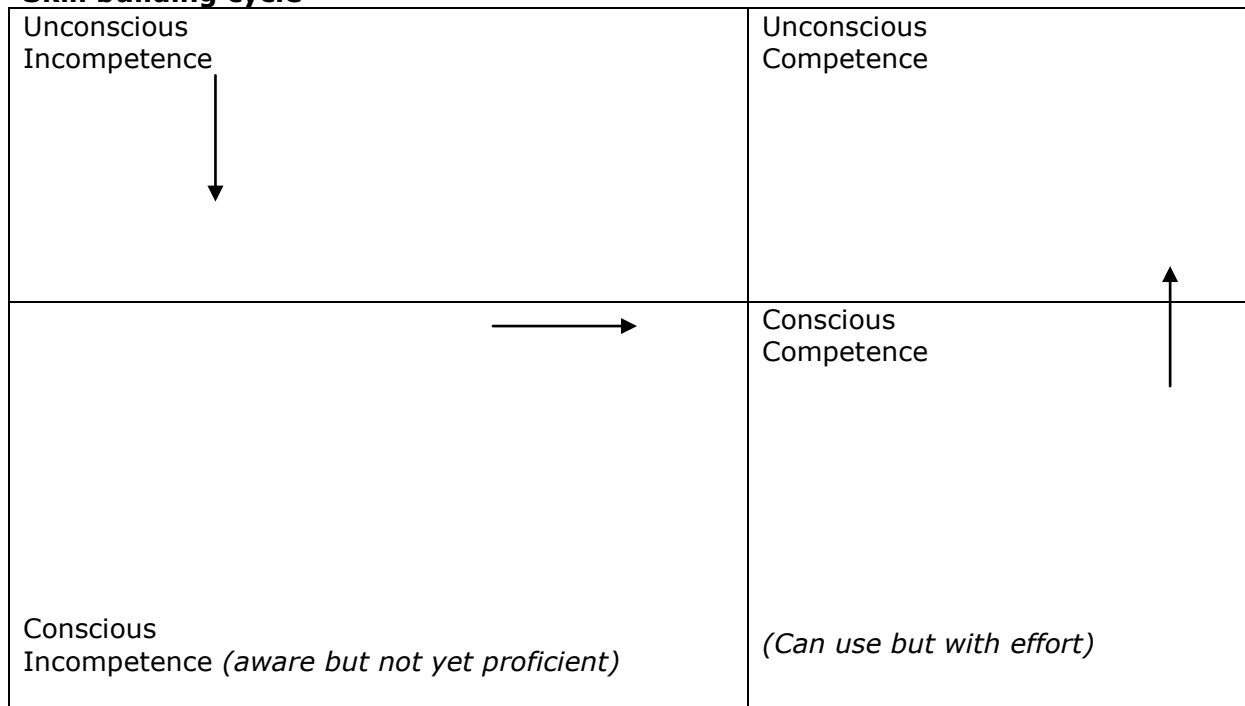 Skill building cycle
Unconscious
Incompetence
Unconscious
Competence
Conscious
Competence
Conscious
Incompetence (aware but not yet proficient)
(Can use but with effort)